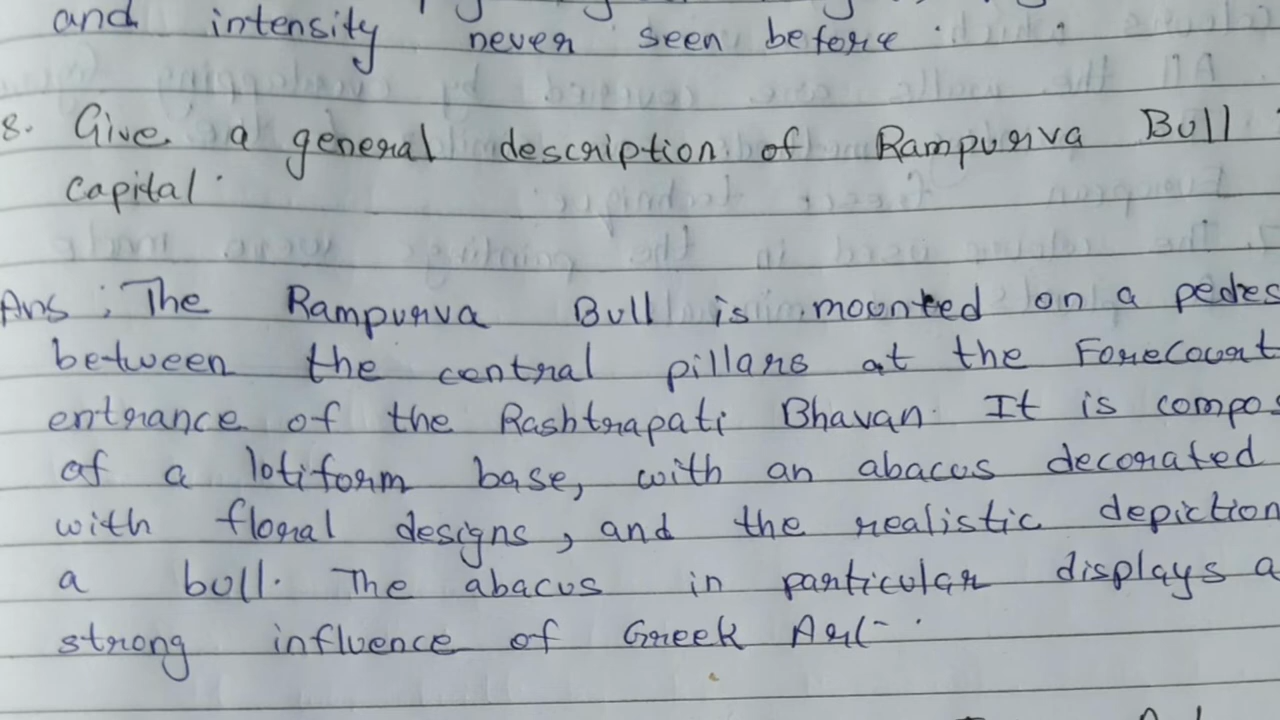 and intensity never seen before.
8. Give a general description of Rampurva Bull
capital.
Ans : The Rampurva Bull is mounted on a pedes
between the central pillars at the Forecourt
entrance of the Rashtrapati Bhavan. It is compos
of a lotiform base, with an abacus decorated
with floral designs, and the realistic depiction
a bull. The abacus in particular displays a
strong influence of Greek Art.